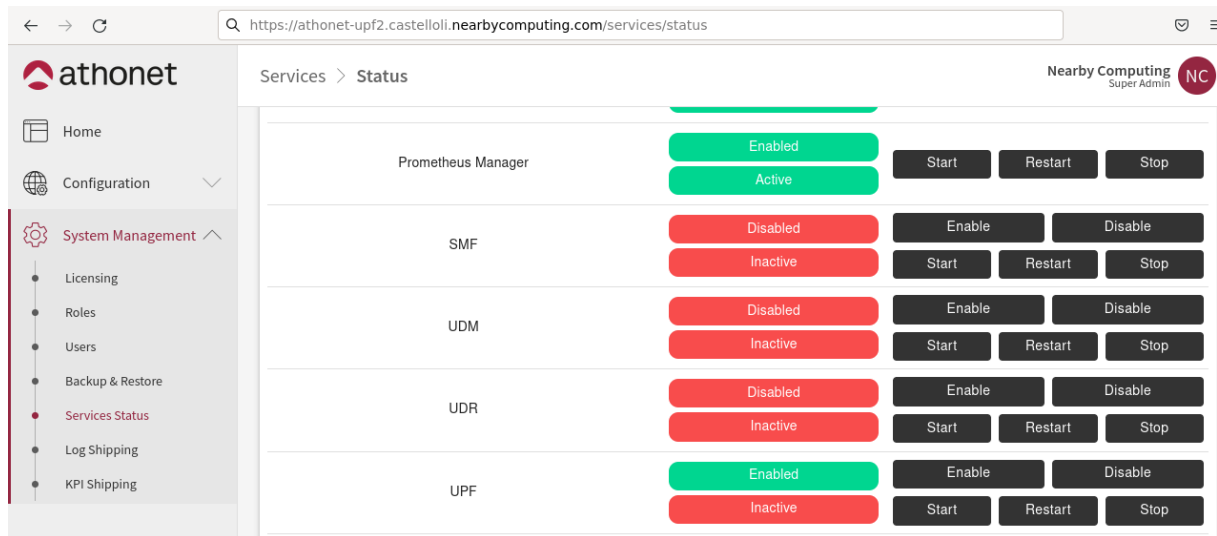 https://athonet-upf2.castelloli.nearbycomputing.com/services/status
athonet
Services > Status
Nearby Computing
Super Admin
NC
Home
Configuration
System Management
Licensing
Roles
Users
Backup & Restore
Services Status
Log Shipping
KPI Shipping
Prometheus Manager
Enabled
Active
Start Restart Stop
SMF
Disabled
Inactive
Enable Disable
Start Restart Stop
UDM
Disabled
Inactive
Enable Disable
Start Restart Stop
UDR
Disabled
Inactive
Enable Disable
Start Restart Stop
UPF
Enabled
Inactive
Enable Disable
Start Restart Stop